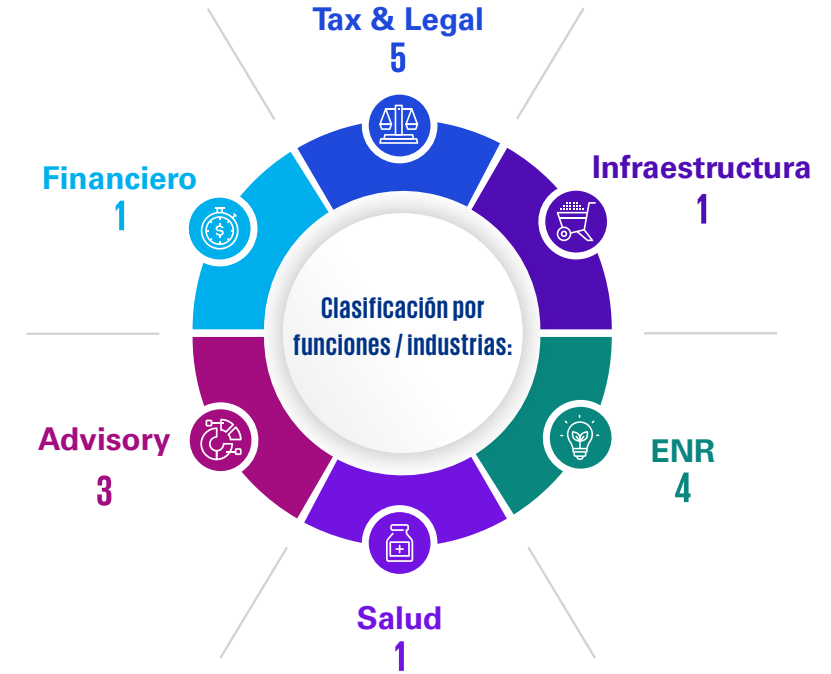 Tax & Legal
5
Infraestructura
1
ENR
4
Salud
1
Advisory
3
Financiero
1
$
Clasificación por
funciones / industrias: